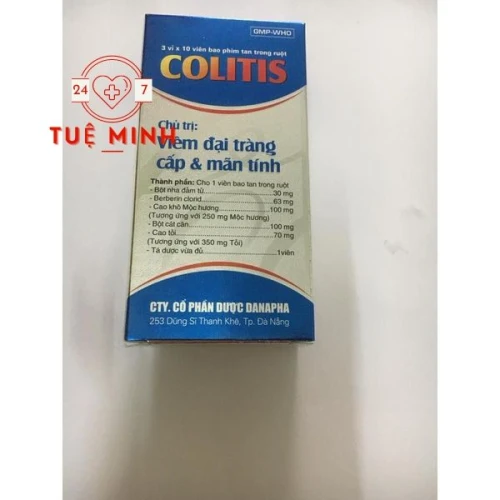 GMP-WHO
3 vỉ x 10 viên bao phim tan trong ruột
COLITIS
24 7
TUỆ MINH
Chủ trị:
Viêm đại tràng
cấp & mãn tính
Thành phần: Cho 1 viên bao tan trong ruột
- Bột nha đảm tử 30 mg
- Berberin clorid 63 mg
- Cao khô Mộc hương 100 mg
(Tương ứng với 250 mg Mộc hương)
- Bột cát căn 100 mg
- Cao tỏi 70 mg
(Tương ứng với 350 mg Tỏi)
- Tá dược vừa đủ 1viên
CTY. CỔ PHẦN DƯỢC DANAPHA
253 Dũng Sĩ Thanh Khê, Tp. Đà Nẵng